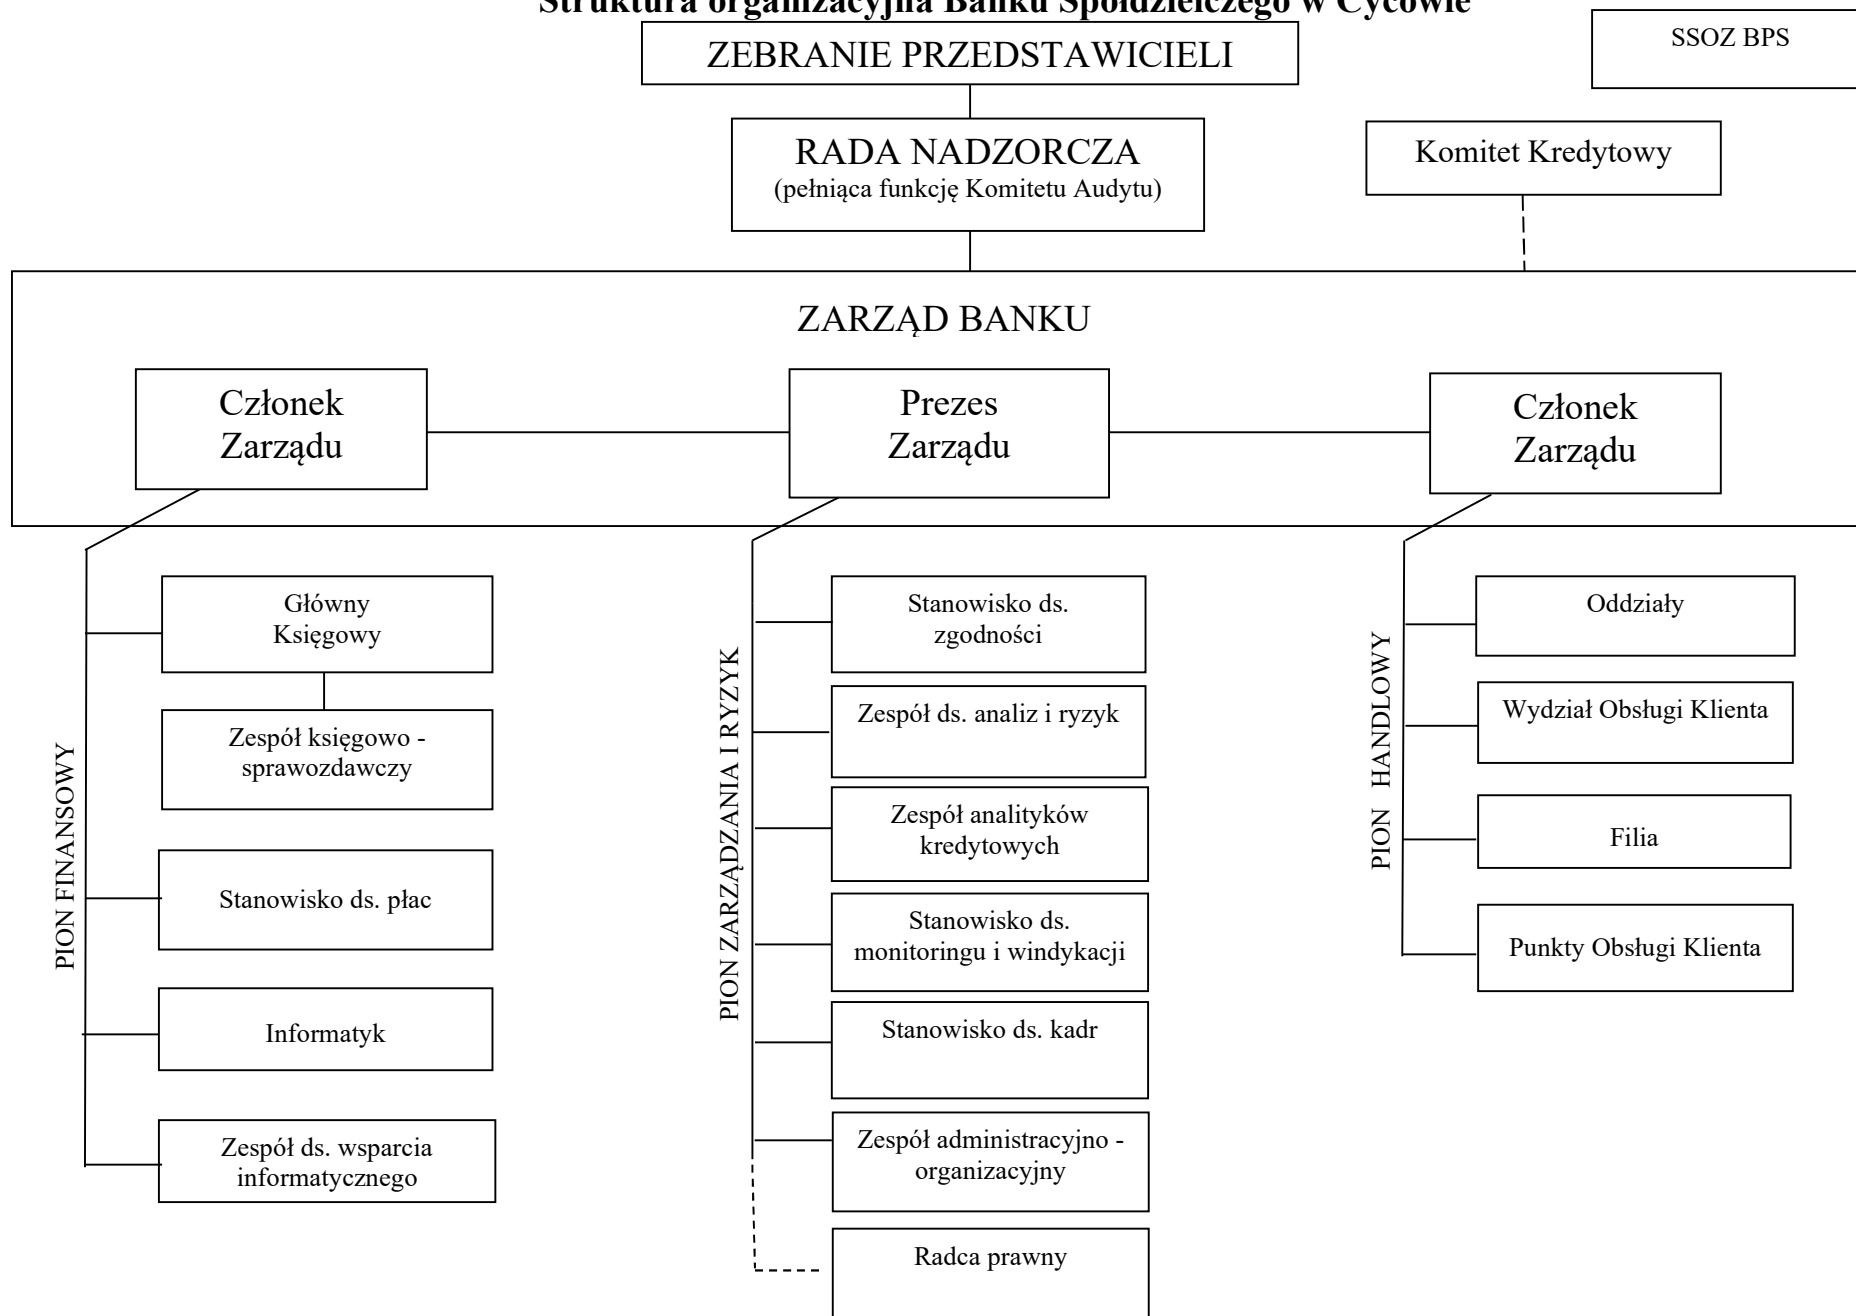 Struktura organizacyjna Banku Spółdzielczego w Cycowie
ZEBRANIE PRZEDSTAWICIELI
SSOZ BPS
RADA NADZORCZA
(pełniąca funkcję Komitetu Audytu)
Komitet Kredytowy
ZARZĄD BANKU
Członek
Zarządu
Prezes
Zarządu
Członek
Zarządu
PION FINANSOWY
Główny
Księgowy
Zespół księgowo -
sprawozdawczy
Stanowisko ds. płac
Informatyk
Zespół ds. wsparcia
informatycznego
PION ZARZĄDZANIA I RYZYK
Stanowisko ds.
zgodności
Zespół ds. analiz i ryzyk
Zespół analityków
kredytowych
Stanowisko ds.
monitoringu i windykacji
Stanowisko ds. kadr
Zespół administracyjno -
organizacyjny
Radca prawny
PION HANDLOWY
Oddziały
Wydział Obsługi Klienta
Filia
Punkty Obsługi Klienta